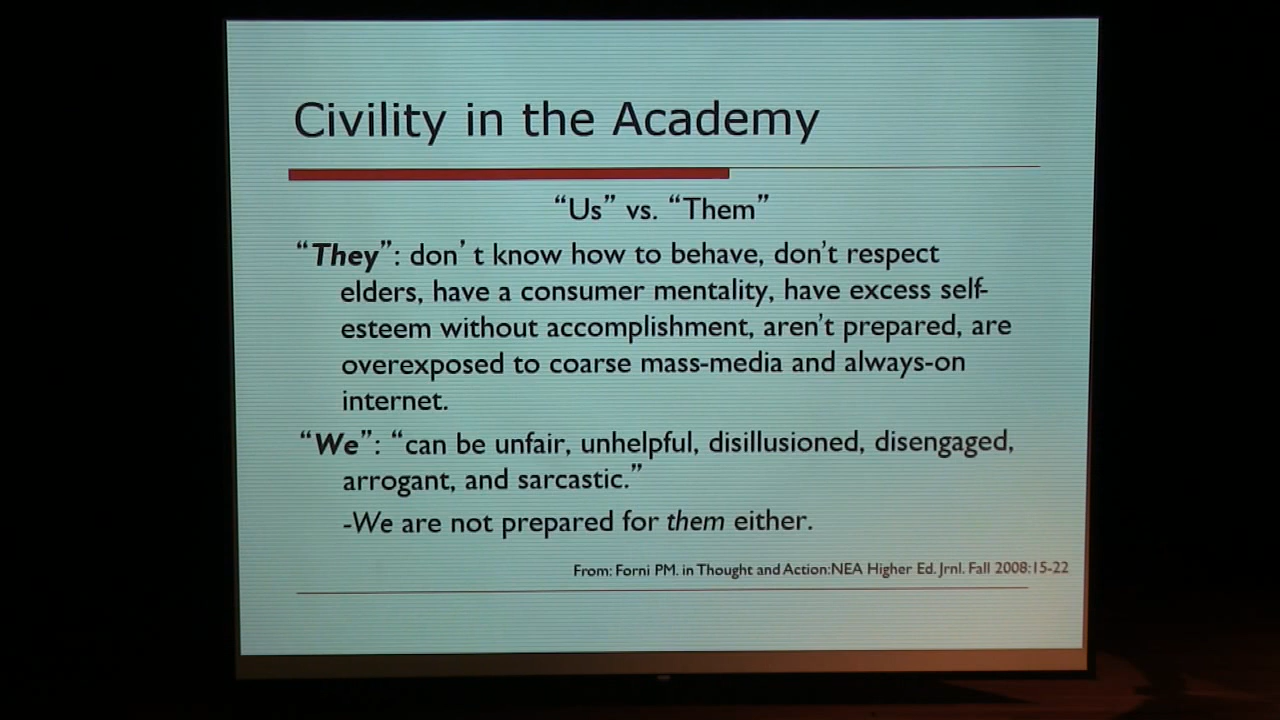 Civility in the Academy
“Us” vs. “Them”
“They”: don’ t know how to behave, don’t respect
elders, have a consumer mentality, have excess self-
esteem without accomplishment, aren’t prepared, are
overexposed to coarse mass-media and always-on
internet.
“We”: “can be unfair, unhelpful, disillusioned, disengaged,
arrogant, and sarcastic.”
-We are not prepared for them either.
From: Forni PM. in Thought and Action:NEA Higher Ed. Jrnl. Fall 2008:15-22